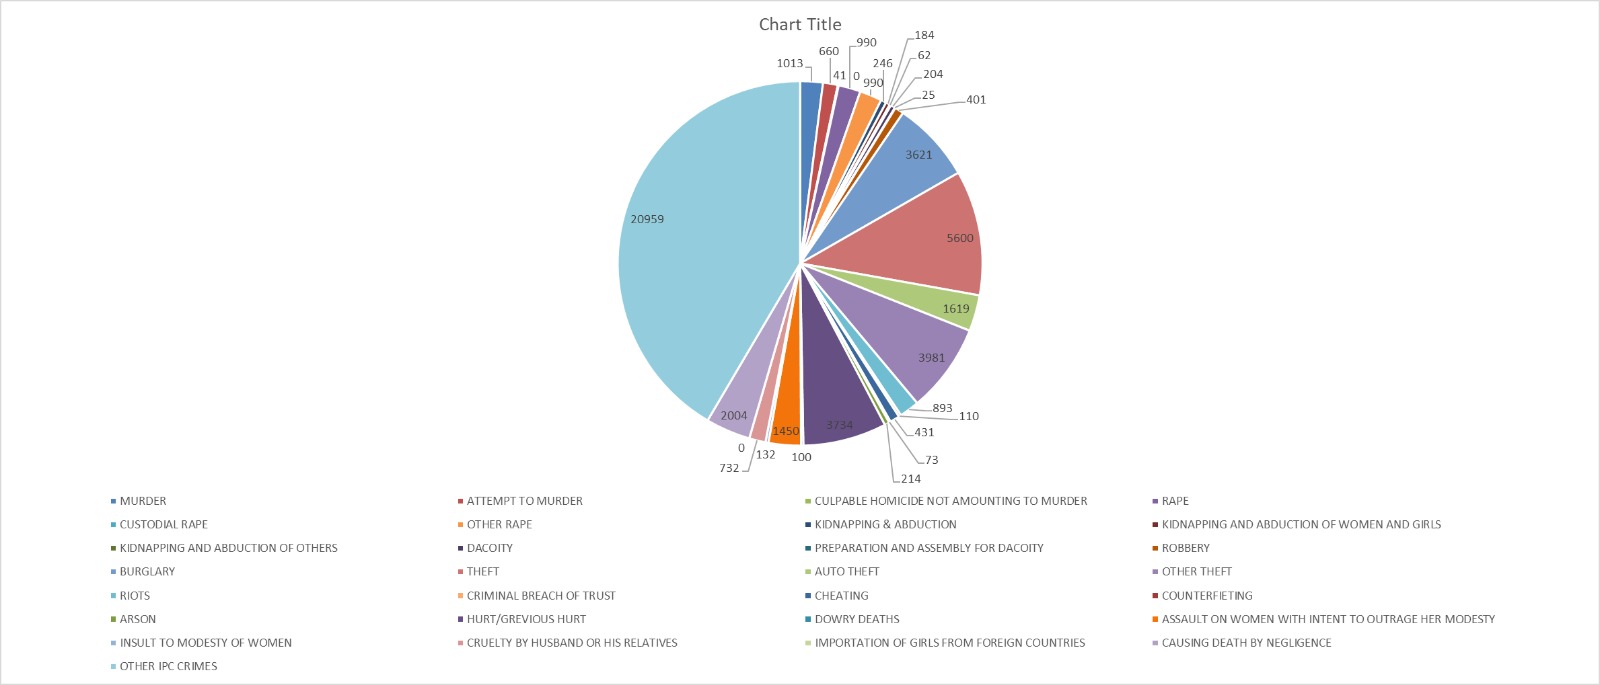 Chart Title
1013
660
41
990
0
990
246
184
62
204
25
401
3621
5600
1619
3981
893
110
431
73
214
3734
100
1450
132
732
0
2004
20959
MURDER
ATTEMPT TO MURDER
CULPABLE HOMICIDE NOT AMOUNTING TO MURDER
RAPE
CUSTODIAL RAPE
OTHER RAPE
KIDNAPPING & ABDUCTION
KIDNAPPING AND ABDUCTION OF WOMEN AND GIRLS
KIDNAPPING AND ABDUCTION OF OTHERS
DACOITY
PREPARATION AND ASSEMBLY FOR DACOITY
ROBBERY
BURGLARY
THEFT
AUTO THEFT
OTHER THEFT
RIOTS
CRIMINAL BREACH OF TRUST
CHEATING
COUNTERFIETING
ARSON
HURT/GREVIOUS HURT
DOWRY DEATHS
ASSAULT ON WOMEN WITH INTENT TO OUTRAGE HER MODESTY
INSULT TO MODESTY OF WOMEN
CRUELTY BY HUSBAND OR HIS RELATIVES
IMPORTATION OF GIRLS FROM FOREIGN COUNTRIES
CAUSING DEATH BY NEGLIGENCE
OTHER IPC CRIMES